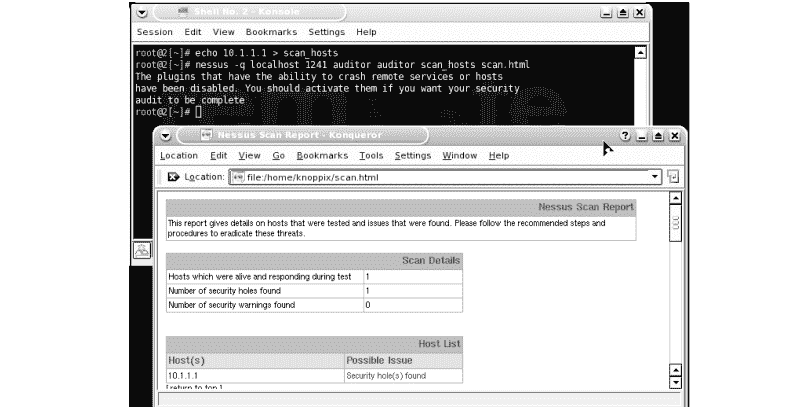 Shell No. 2 - Konsole
Session Edit View Bookmarks Settings Help
root@2[~]# echo 10.1.1.1 > scan_hosts
root@2[~]# nessus -q localhost 1241 auditor auditor scan_hosts scan.html
The plugins that have the ability to crash remote services or hosts
have been disabled. You should activate them if you want your security
audit to be complete
root@2[~]#
Nessus Scan Report - Konqueror
Location Edit View Go Bookmarks Tools Settings Window Help
Location: file:/home/knoppix/scan.html
Nessus Scan Report
This report gives details on hosts that were tested and issues that were found. Please follow the recommended steps and
procedures to eradicate these threats.
Scan Details
Hosts which were alive and responding during test 1
Number of security holes found 1
Number of security warnings found 0
Host List
Host(s) Possible Issue
10.1.1.1 Security hole(s) found
[ return to top ]